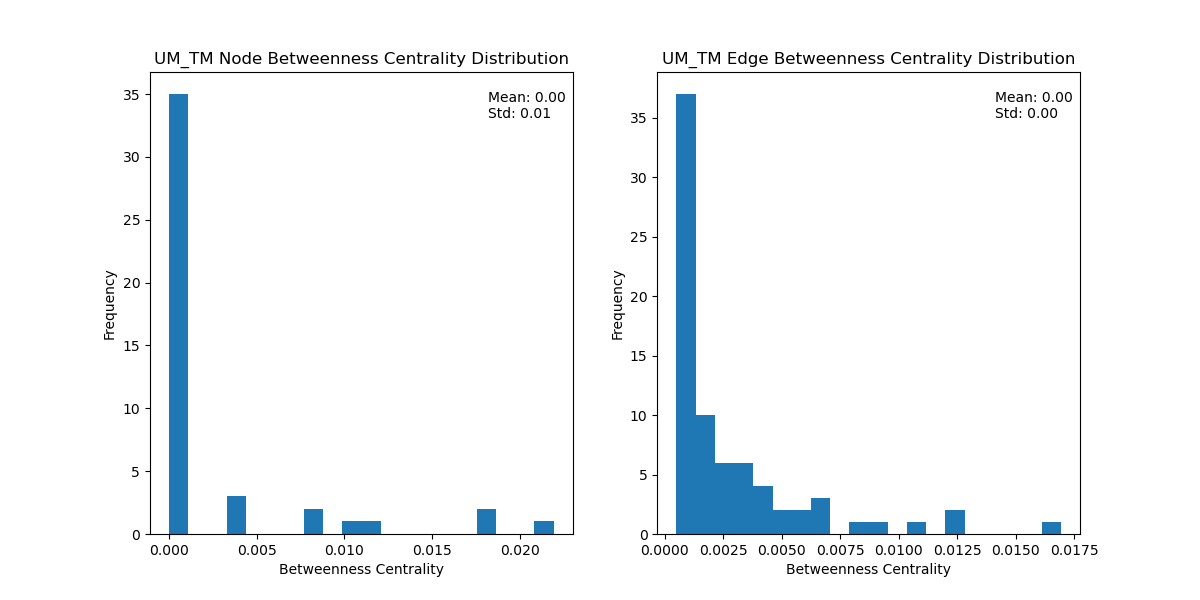 UM_TM Node Betweenness Centrality Distribution
Mean: 0.00
Std: 0.01
35
30
25
20
15
10
5
0
Frequency
0.000 0.005 0.010 0.015 0.020
Betweenness Centrality
UM_TM Edge Betweenness Centrality Distribution
Mean: 0.00
Std: 0.00
35
30
25
20
15
10
5
0
Frequency
0.0000 0.0025 0.0050 0.0075 0.0100 0.0125 0.0150 0.0175
Betweenness Centrality